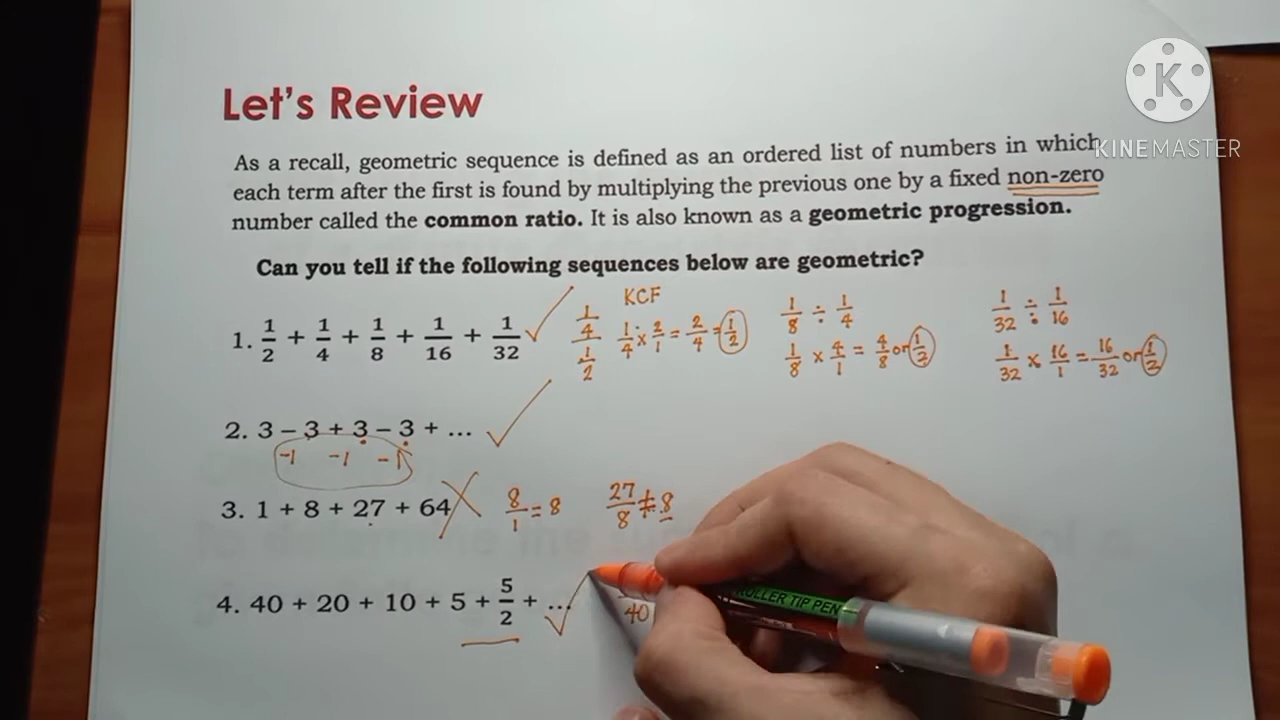 K
KINEMASTER
Let's Review
As a recall, geometric sequence is defined as an ordered list of numbers in which
each term after the first is found by multiplying the previous one by a fixed non-zero
number called the common ratio. It is also known as a geometric progression.
Can you tell if the following sequences below are geometric?
1. 1/2 + 1/4 + 1/8 + 1/16 + 1/32 ✓
1/4 / 1/2
KCF
1/4 × 2/1 = 2/4 = 1/2
1/8 ÷ 1/4
1/8 × 4/1 = 4/8 or 1/2
1/32 ÷ 1/16
1/32 × 16/1 = 16/32 or 1/2
2. 3 – 3 + 3 – 3 + ... ✓
-1 -1 -1
3. 1 + 8 + 27 + 64 X 8/1 = 8 27/8 ≠ 8
4. 40 + 20 + 10 + 5 + 5/2 + ... ✓
40
ROLLER TIP PEN